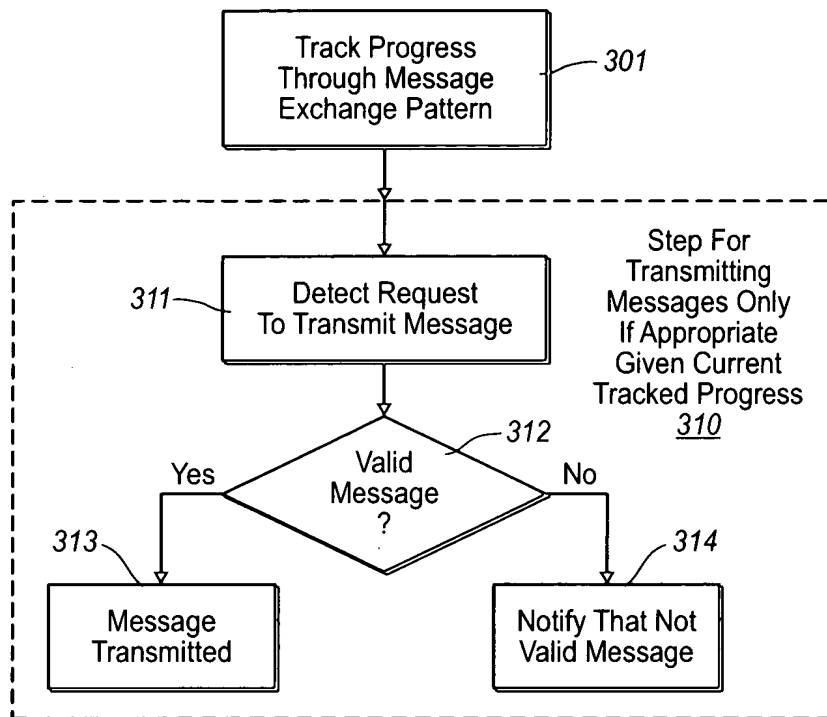 Track Progress
Through Message
Exchange Pattern
301
311
Detect Request
To Transmit Message
Step For
Transmitting
Messages Only
If Appropriate
Given Current
Tracked Progress
310
312
Valid
Message
?
Yes
No
313
Message
Transmitted
314
Notify That Not
Valid Message